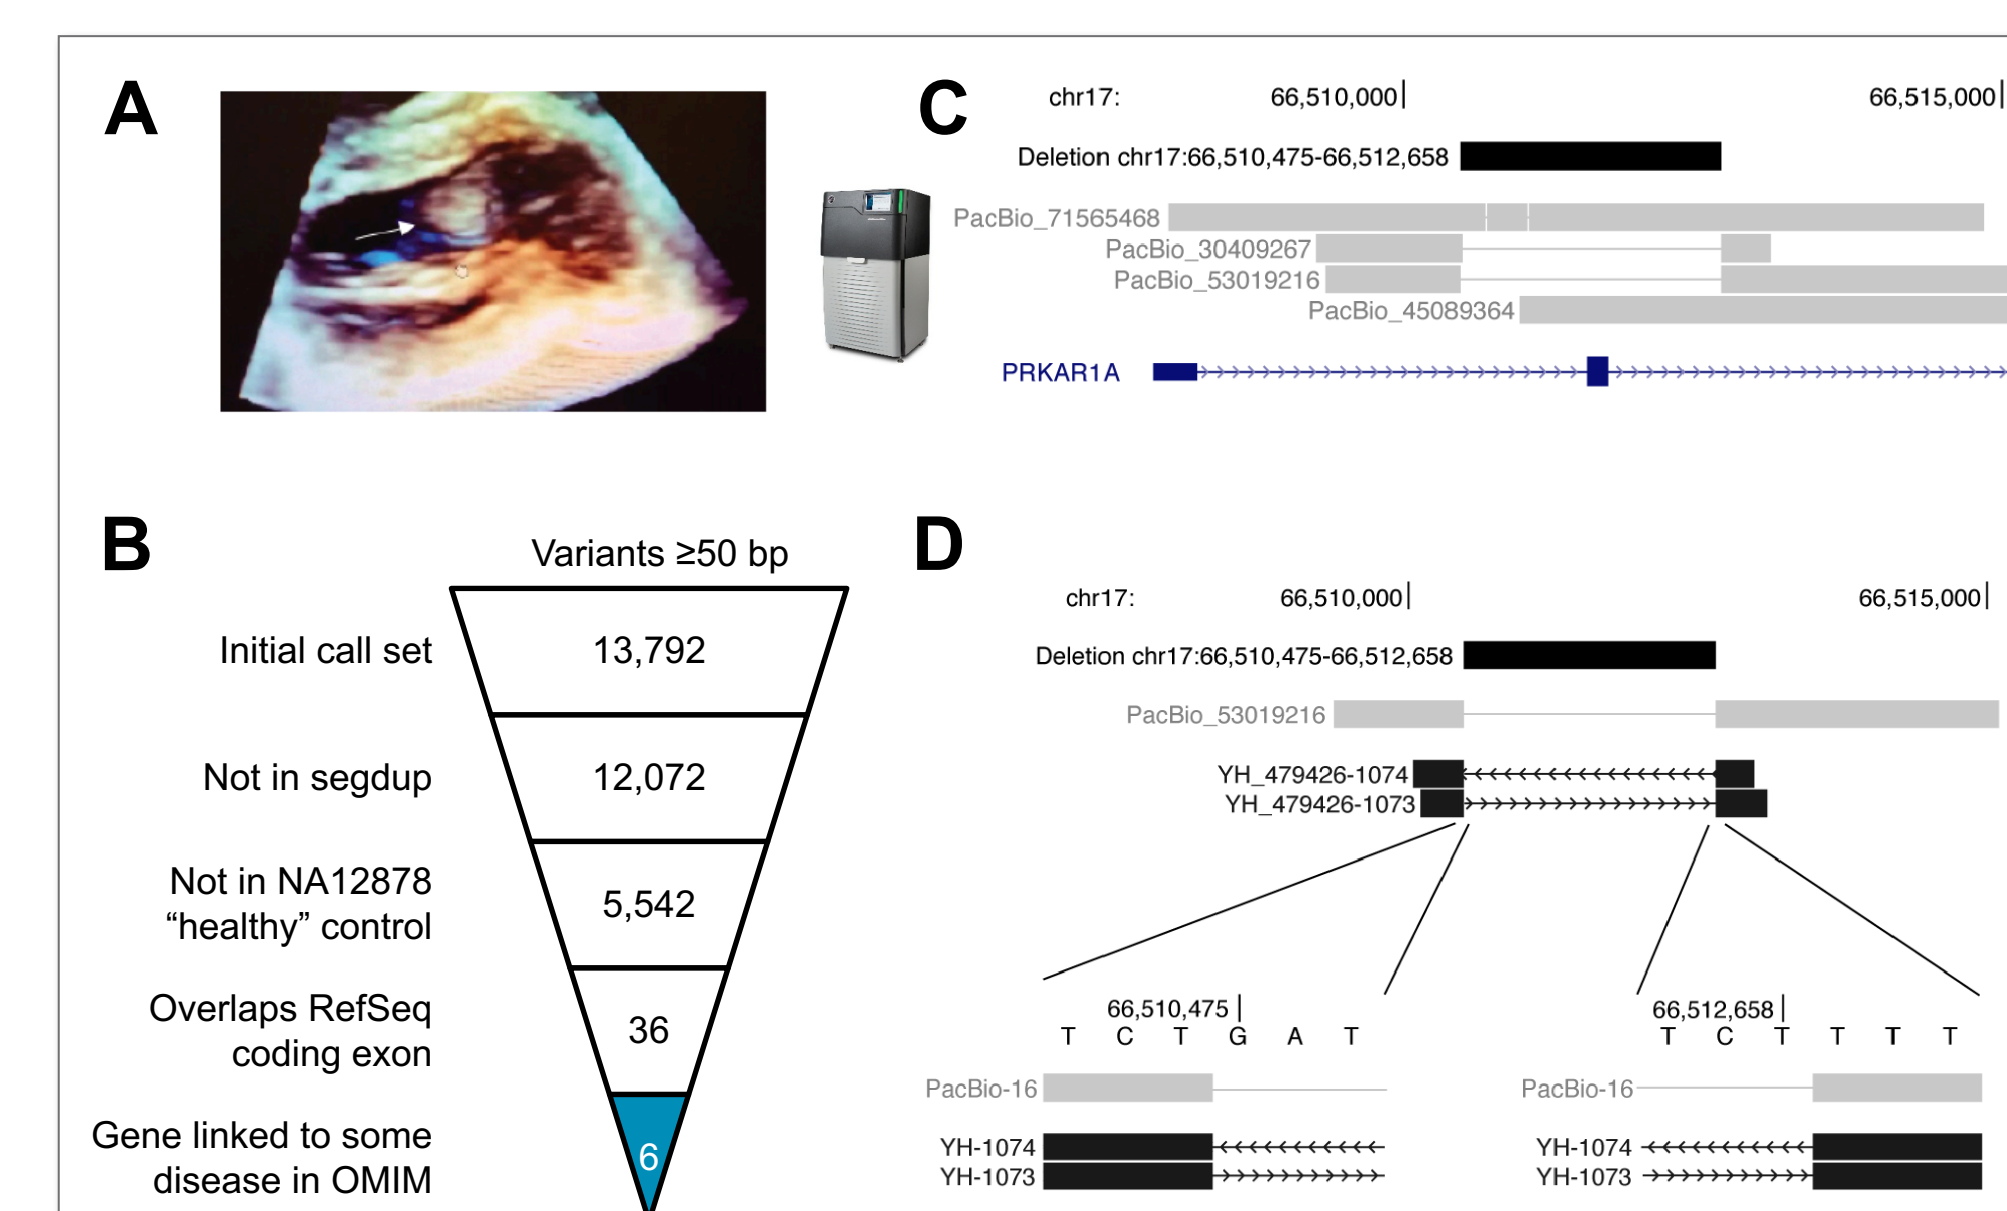 A
B
Variants ≥50 bp
Initial call set
13,792
Not in segdup
12,072
Not in NA12878
“healthy” control
5,542
Overlaps RefSeq
coding exon
36
Gene linked to some
disease in OMIM
6
C
chr17:
66,510,000
66,515,000
Deletion chr17:66,510,475-66,512,658
PacBio_71565468
PacBio_30409267
PacBio_53019216
PacBio_45089364
PRKAR1A
D
chr17:
66,510,000
66,515,000
Deletion chr17:66,510,475-66,512,658
PacBio_53019216
YH_479426-1074
YH_479426-1073
66,510,475
T C T G A T
PacBio-16
YH-1074
YH-1073
66,512,658
T C T T T T
PacBio-16
YH-1074
YH-1073